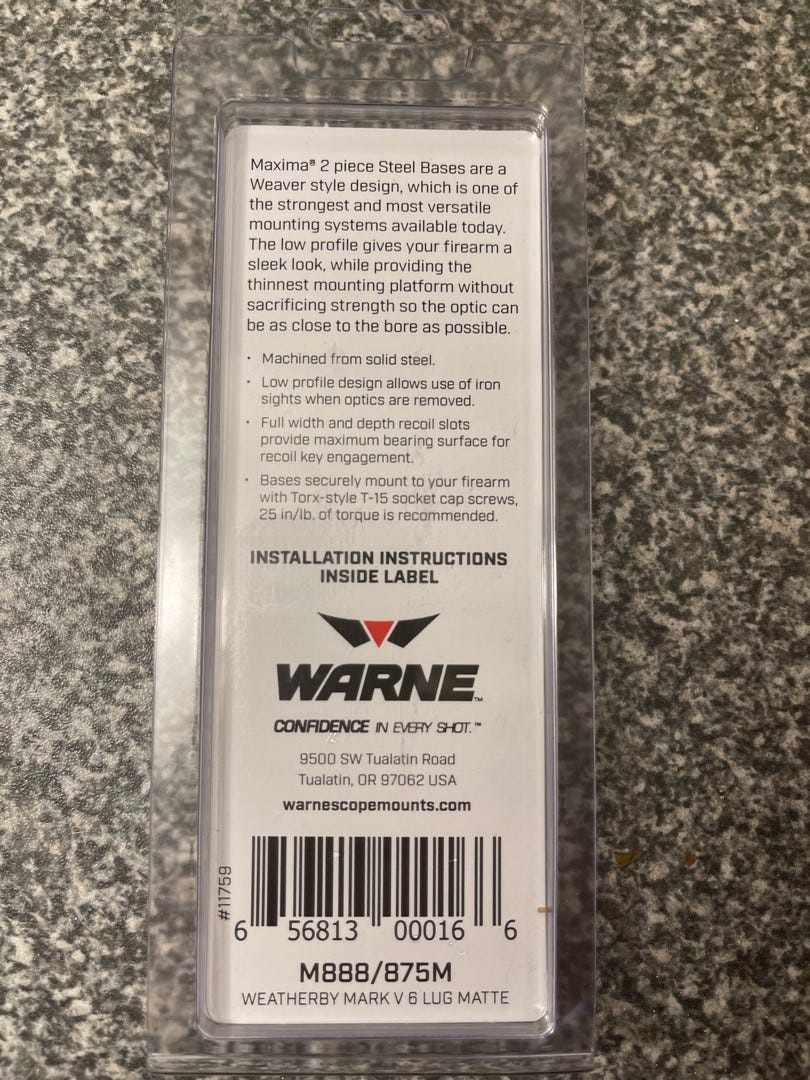 Maxima® 2 piece Steel Bases are a
Weaver style design, which is one of
the strongest and most versatile
mounting systems available today.
The low profile gives your firearm a
sleek look, while providing the
thinnest mounting platform without
sacrificing strength so the optic can
be as close to the bore as possible.
· Machined from solid steel.
· Low profile design allows use of iron
sights when optics are removed.
· Full width and depth recoil slots
provide maximum bearing surface for
recoil key engagement.
· Bases securely mount to your firearm
with Torx-style T-15 socket cap screws,
25 in/lb. of torque is recommended.
INSTALLATION INSTRUCTIONS
INSIDE LABEL
WARNE™
CONFIDENCE IN EVERY SHOT.™
9500 SW Tualatin Road
Tualatin, OR 97062 USA
warnescopemounts.com
#11759
6 56813 00016 6
M888/875M
WEATHERBY MARK V 6 LUG MATTE